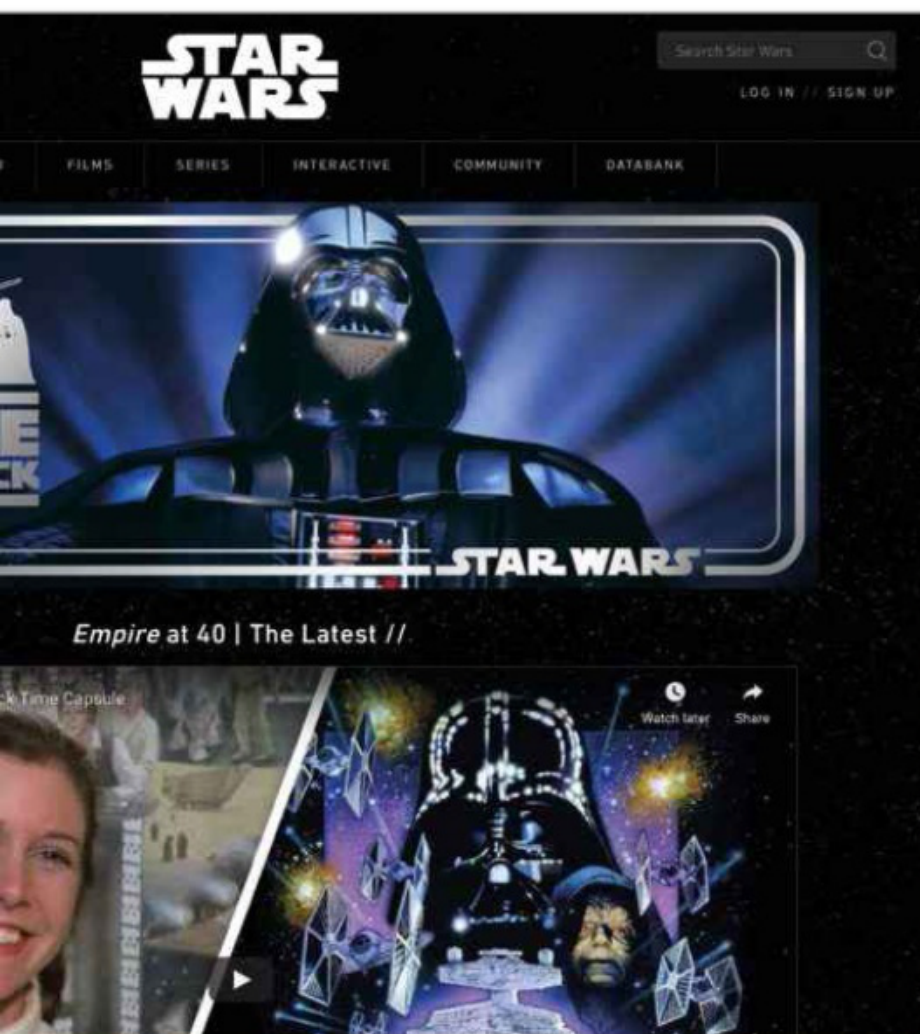 STAR
WARS
Search Star Wars
LOG IN // SIGN UP
FILMS
SERIES
INTERACTIVE
COMMUNITY
DATABANK
STAR WARS
Empire at 40 | The Latest //
Time Capsule
Watch later
Share